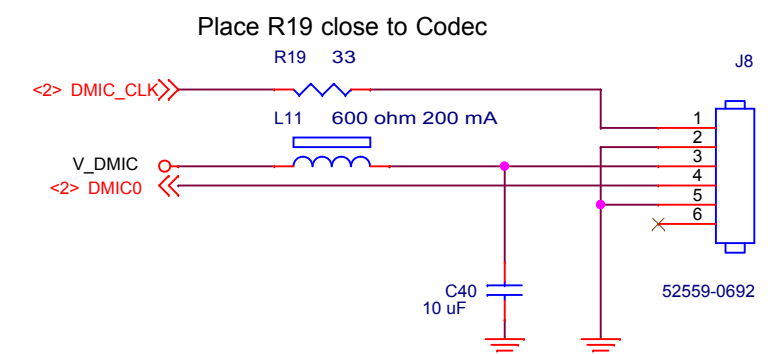 Place R19 close to Codec
R19 33
J8
<2> DMIC_CLK
L11 600 ohm 200 mA
1
2
V_DMIC
3
<2> DMIC0
4
5
6
C40
10 uF
52559-0692